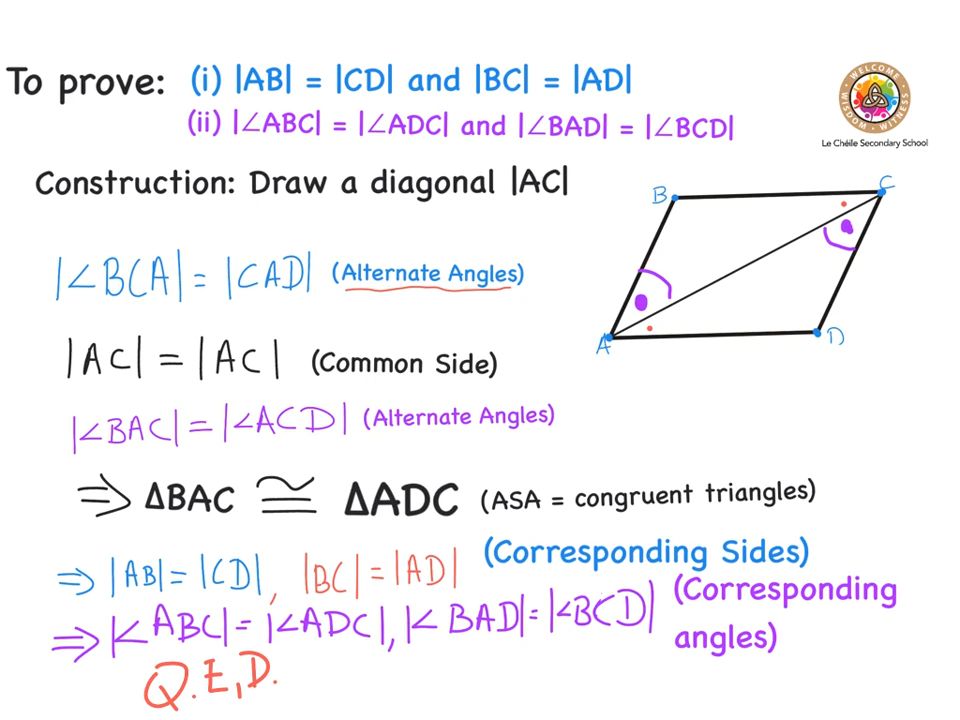 To prove: (i) |AB| = |CD| and |BC| = |AD|
(ii) |∠ABC| = |∠ADC| and |∠BAD| = |∠BCD|
WELCOME WISDOM WITNESS
Le Chéile Secondary School
Construction: Draw a diagonal |AC|
B
C
A
D
|∠BCA| = |CAD| (Alternate Angles)
|AC| = |AC| (Common Side)
|∠BAC| = |∠ACD| (Alternate Angles)
⇒ ΔBAC ≅ ΔADC (ASA = congruent triangles)
⇒ |AB| = |CD|, |BC| = |AD| (Corresponding Sides)
⇒ |∠ABC| = |∠ADC|, |∠BAD| = |∠BCD| (Corresponding
angles)
Q.E,D.